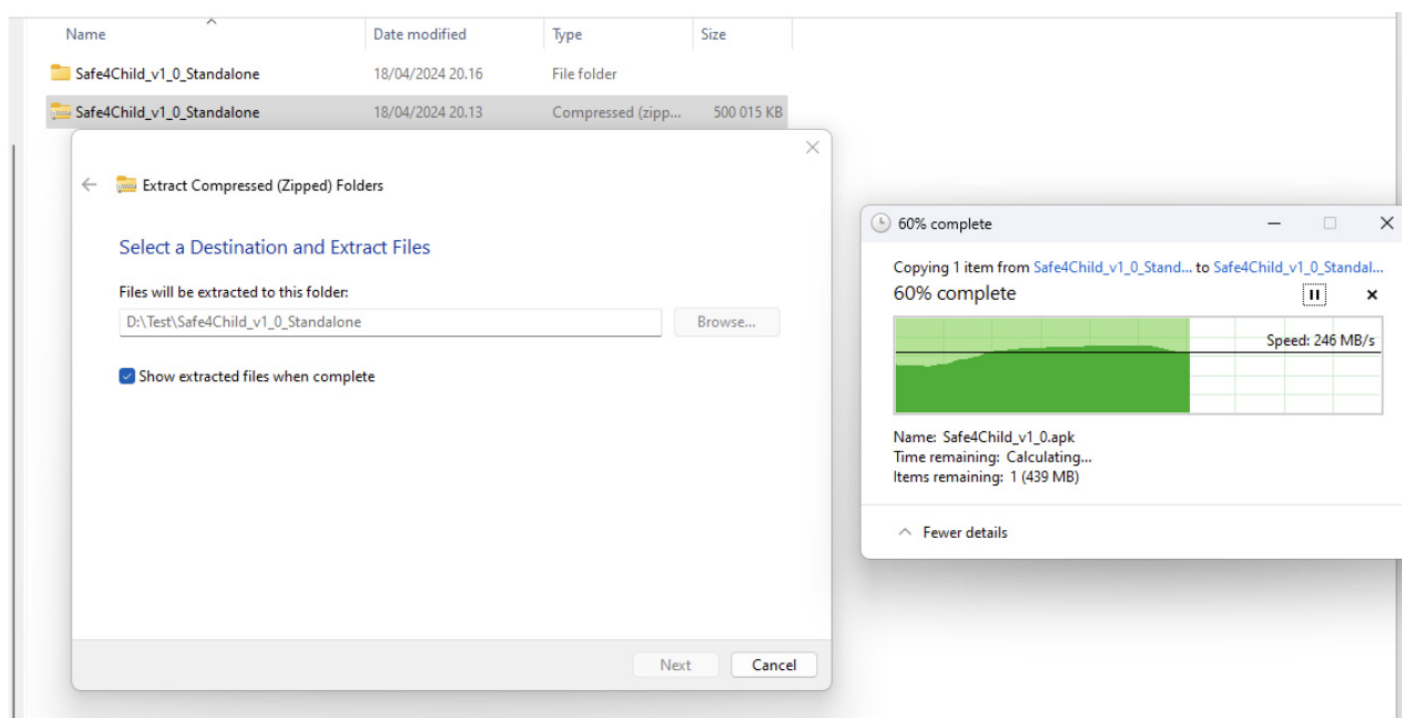 Name Date modified Type Size
Safe4Child_v1_0_Standalone 18/04/2024 20.16 File folder
Safe4Child_v1_0_Standalone 18/04/2024 20.13 Compressed (zipp... 500 015 KB
Extract Compressed (Zipped) Folders
Select a Destination and Extract Files
Files will be extracted to this folder:
D:\Test\Safe4Child_v1_0_Standalone Browse...
Show extracted files when complete
Next Cancel
60% complete
Copying 1 item from Safe4Child_v1_0_Stand... to Safe4Child_v1_0_Standal...
60% complete
Speed: 246 MB/s
Name: Safe4Child_v1_0.apk
Time remaining: Calculating...
Items remaining: 1 (439 MB)
Fewer details